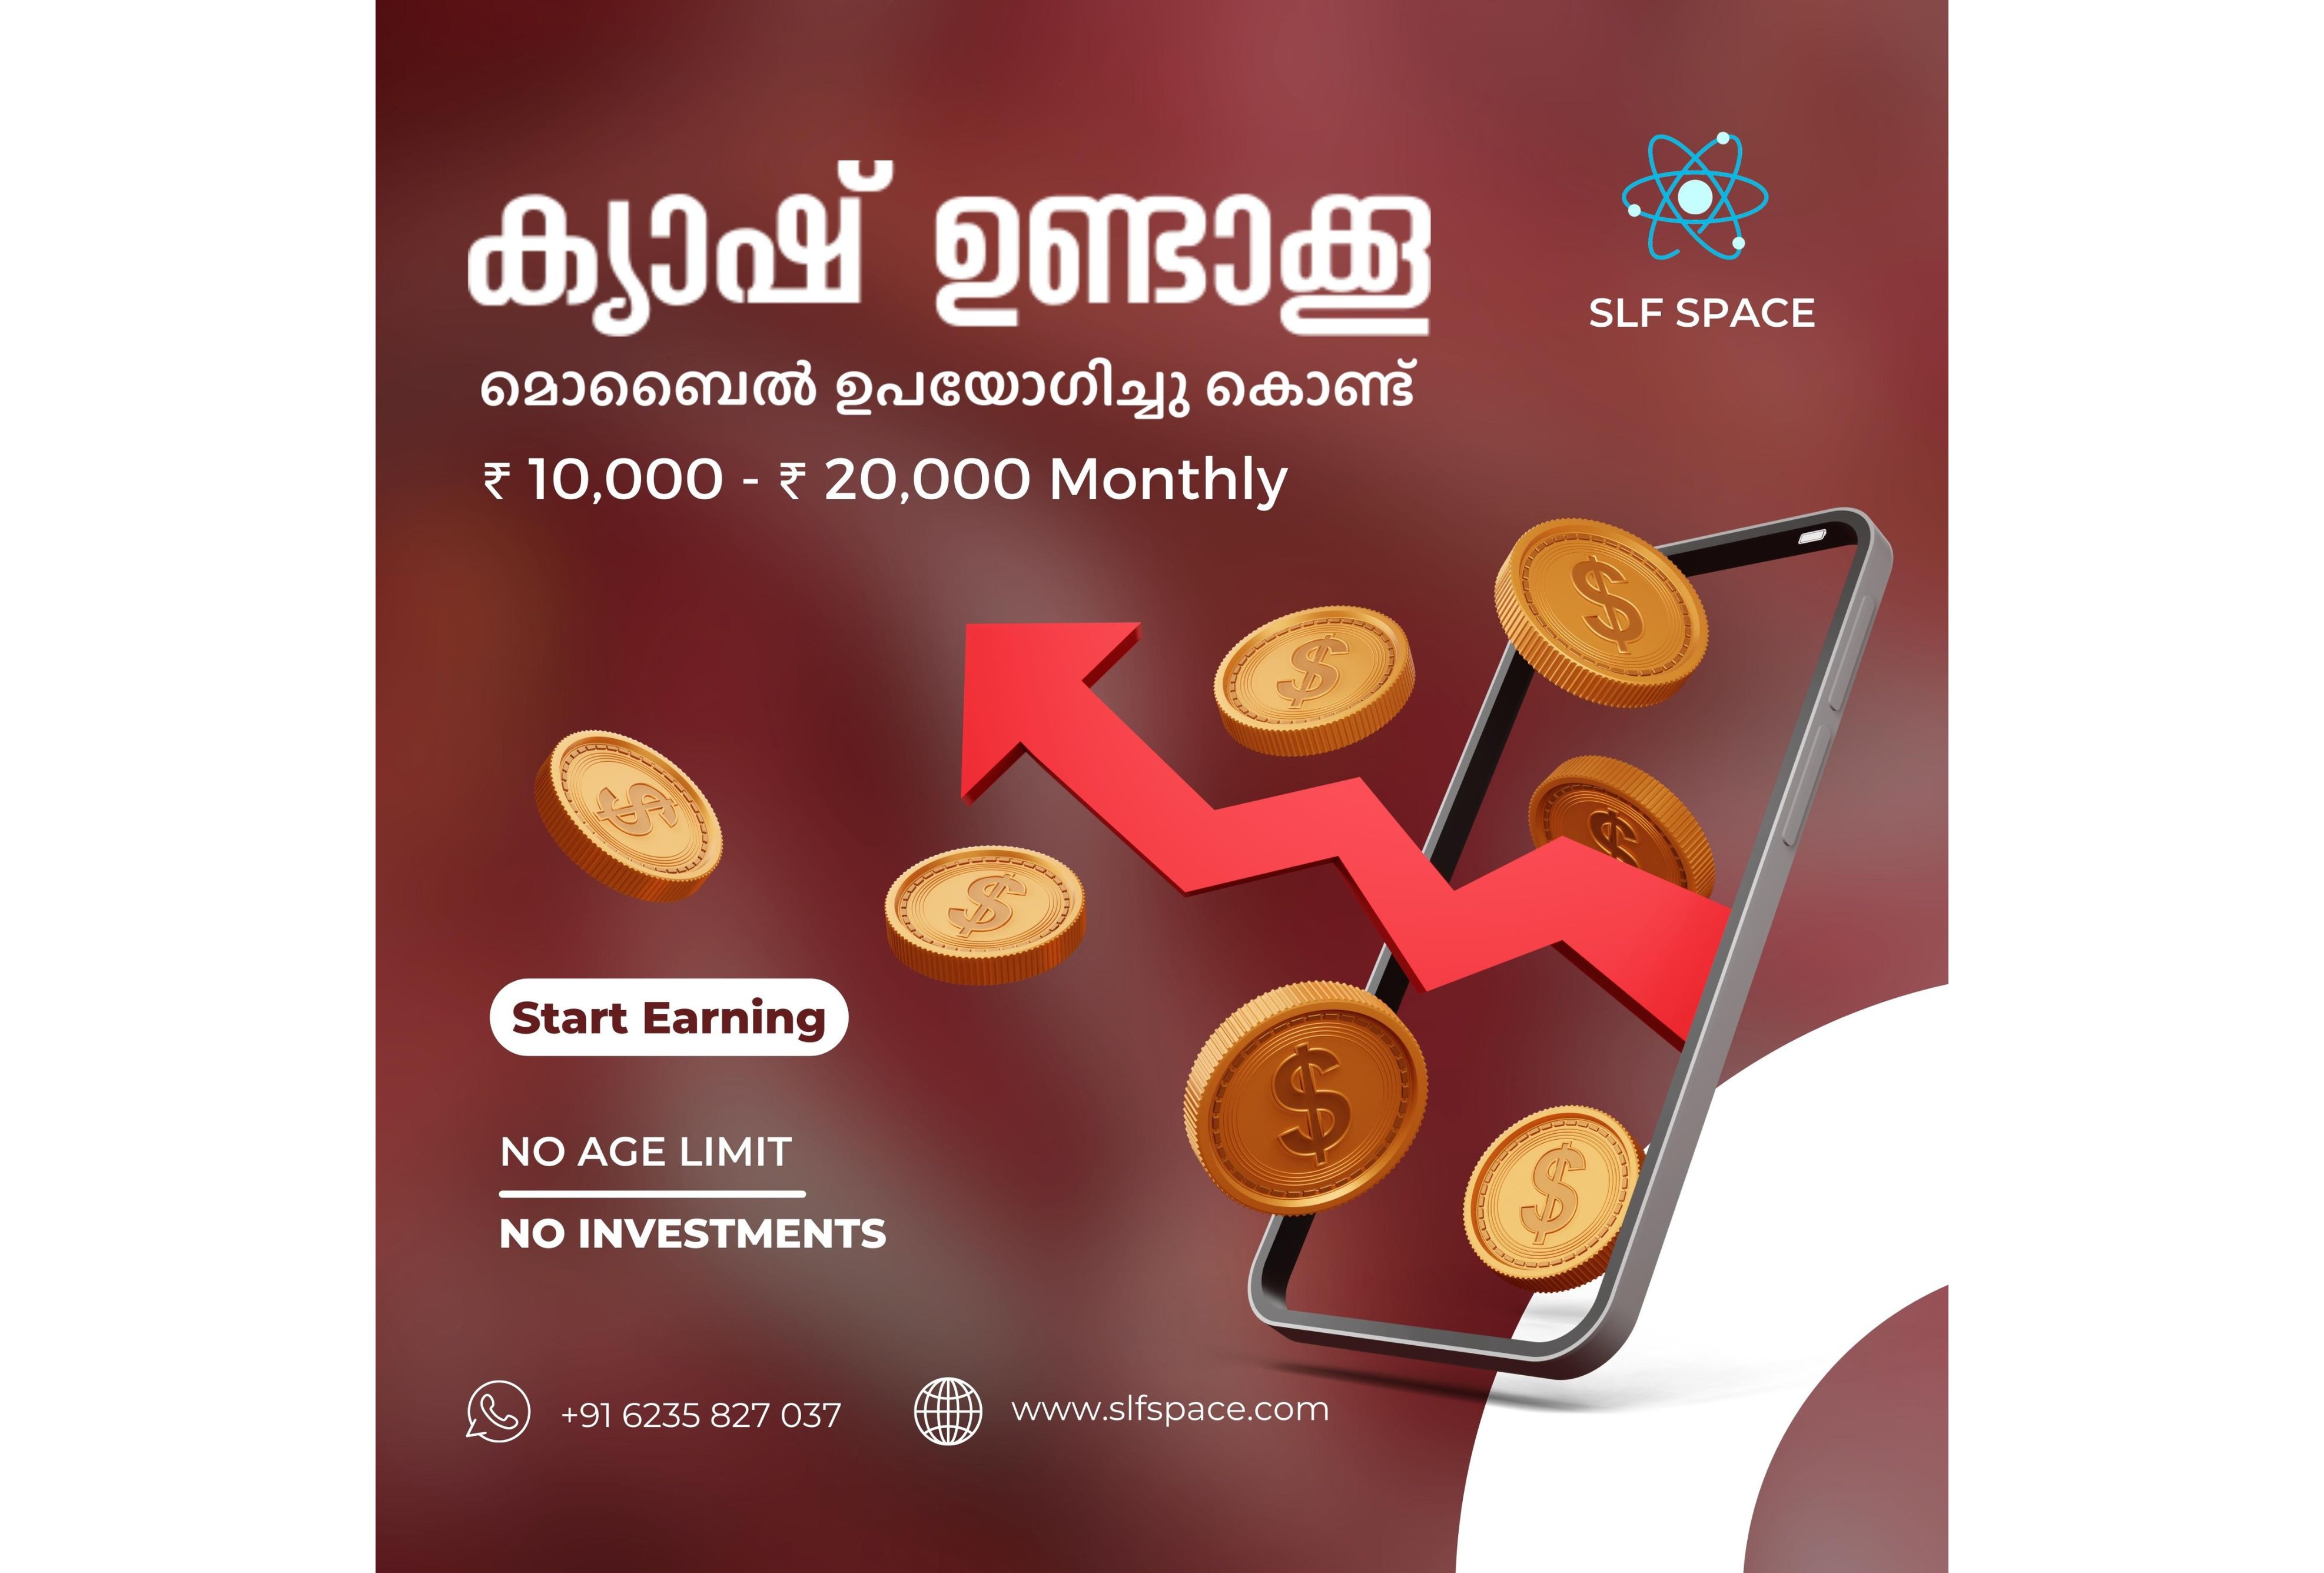 ക്യാഷ് ഉണ്ടാക്കൂ
SLF SPACE
മൊബൈൽ ഉപയോഗിച്ചു കൊണ്ട്
₹ 10,000 - ₹ 20,000 Monthly
Start Earning
NO AGE LIMIT
NO INVESTMENTS
+91 6235 827 037
www.slfspace.com